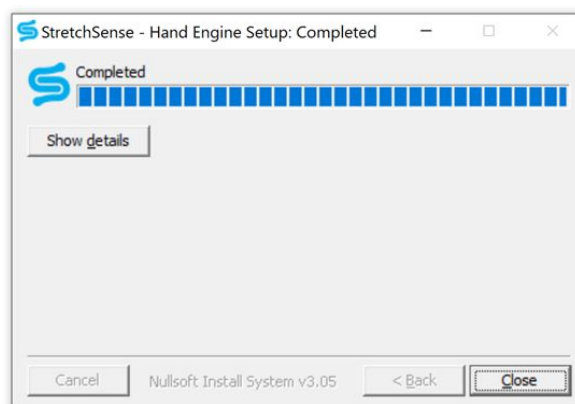 StretchSense - Hand Engine Setup: Completed
Completed
Show details
Cancel Nullsoft Install System v3.05 < Back Close